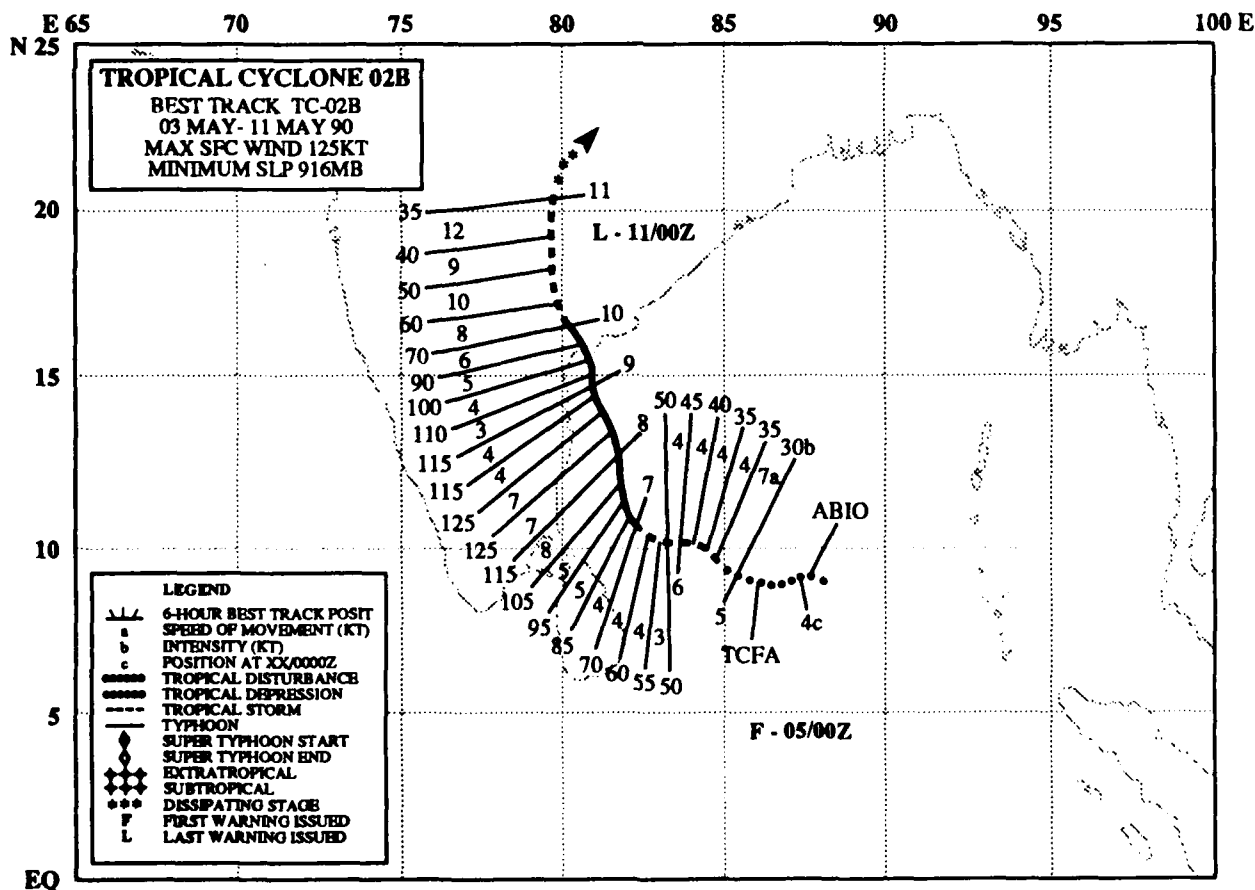 E 65 70 75 80 85 90 95 100 E
N 25
TROPICAL CYCLONE 02B
BEST TRACK TC-02B
03 MAY- 11 MAY 90
MAX SFC WIND 125KT
MINIMUM SLP 916MB
11
20
35
L - 11/00Z
12
40
9
50
10
60
10
8
70
6
90
15
5
9
100
4
110
3
115
4
115
4
125
7
125
7
115
8
105
5
95
5
85
4
70
4
60
4
55
3
50
8
7
50 45 40 35 35 30b
4 4 4 4 7a
ABIO
10
6
5
4c
TCFA
5
F - 05/00Z
LEGEND
6-HOUR BEST TRACK POSIT
a SPEED OF MOVEMENT (KT)
b INTENSITY (KT)
c POSITION AT XX/0000Z
TROPICAL DISTURBANCE
TROPICAL DEPRESSION
TROPICAL STORM
TYPHOON
SUPER TYPHOON START
SUPER TYPHOON END
EXTRATROPICAL
SUBTROPICAL
DISSIPATING STAGE
F FIRST WARNING ISSUED
L LAST WARNING ISSUED
EQ